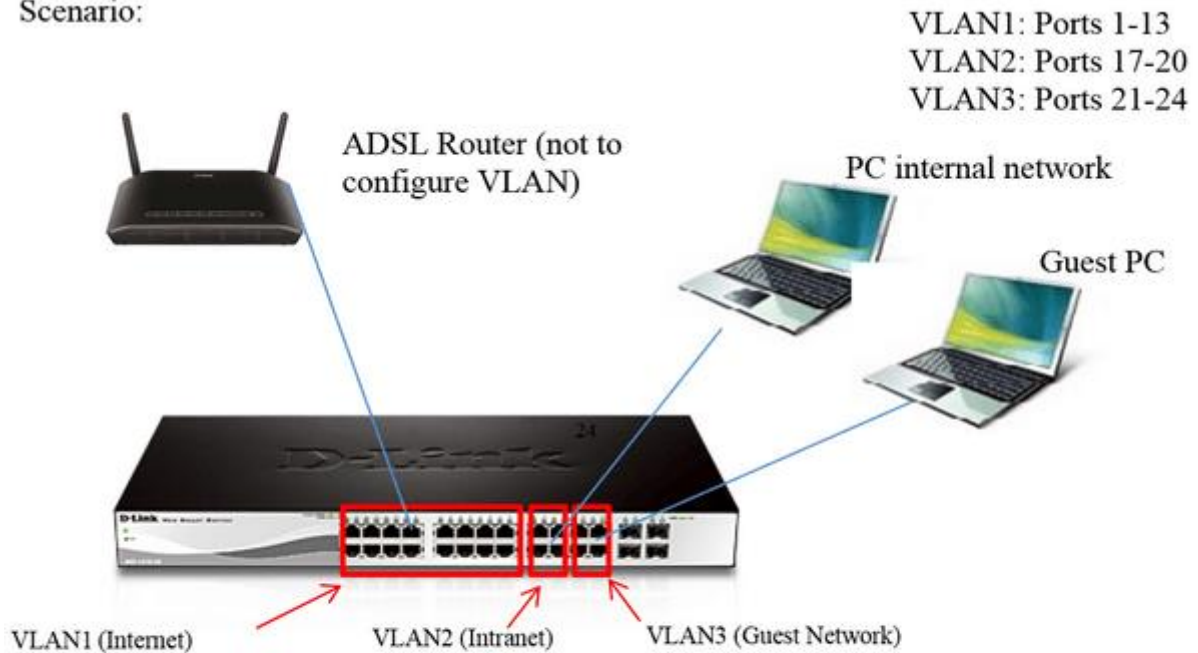 Scenario:
VLAN1: Ports 1-13
VLAN2: Ports 17-20
VLAN3: Ports 21-24
ADSL Router (not to
configure VLAN)
PC internal network
Guest PC
24
D-Link
D-Link
VLAN1 (Internet)
VLAN2 (Intranet)
VLAN3 (Guest Network)